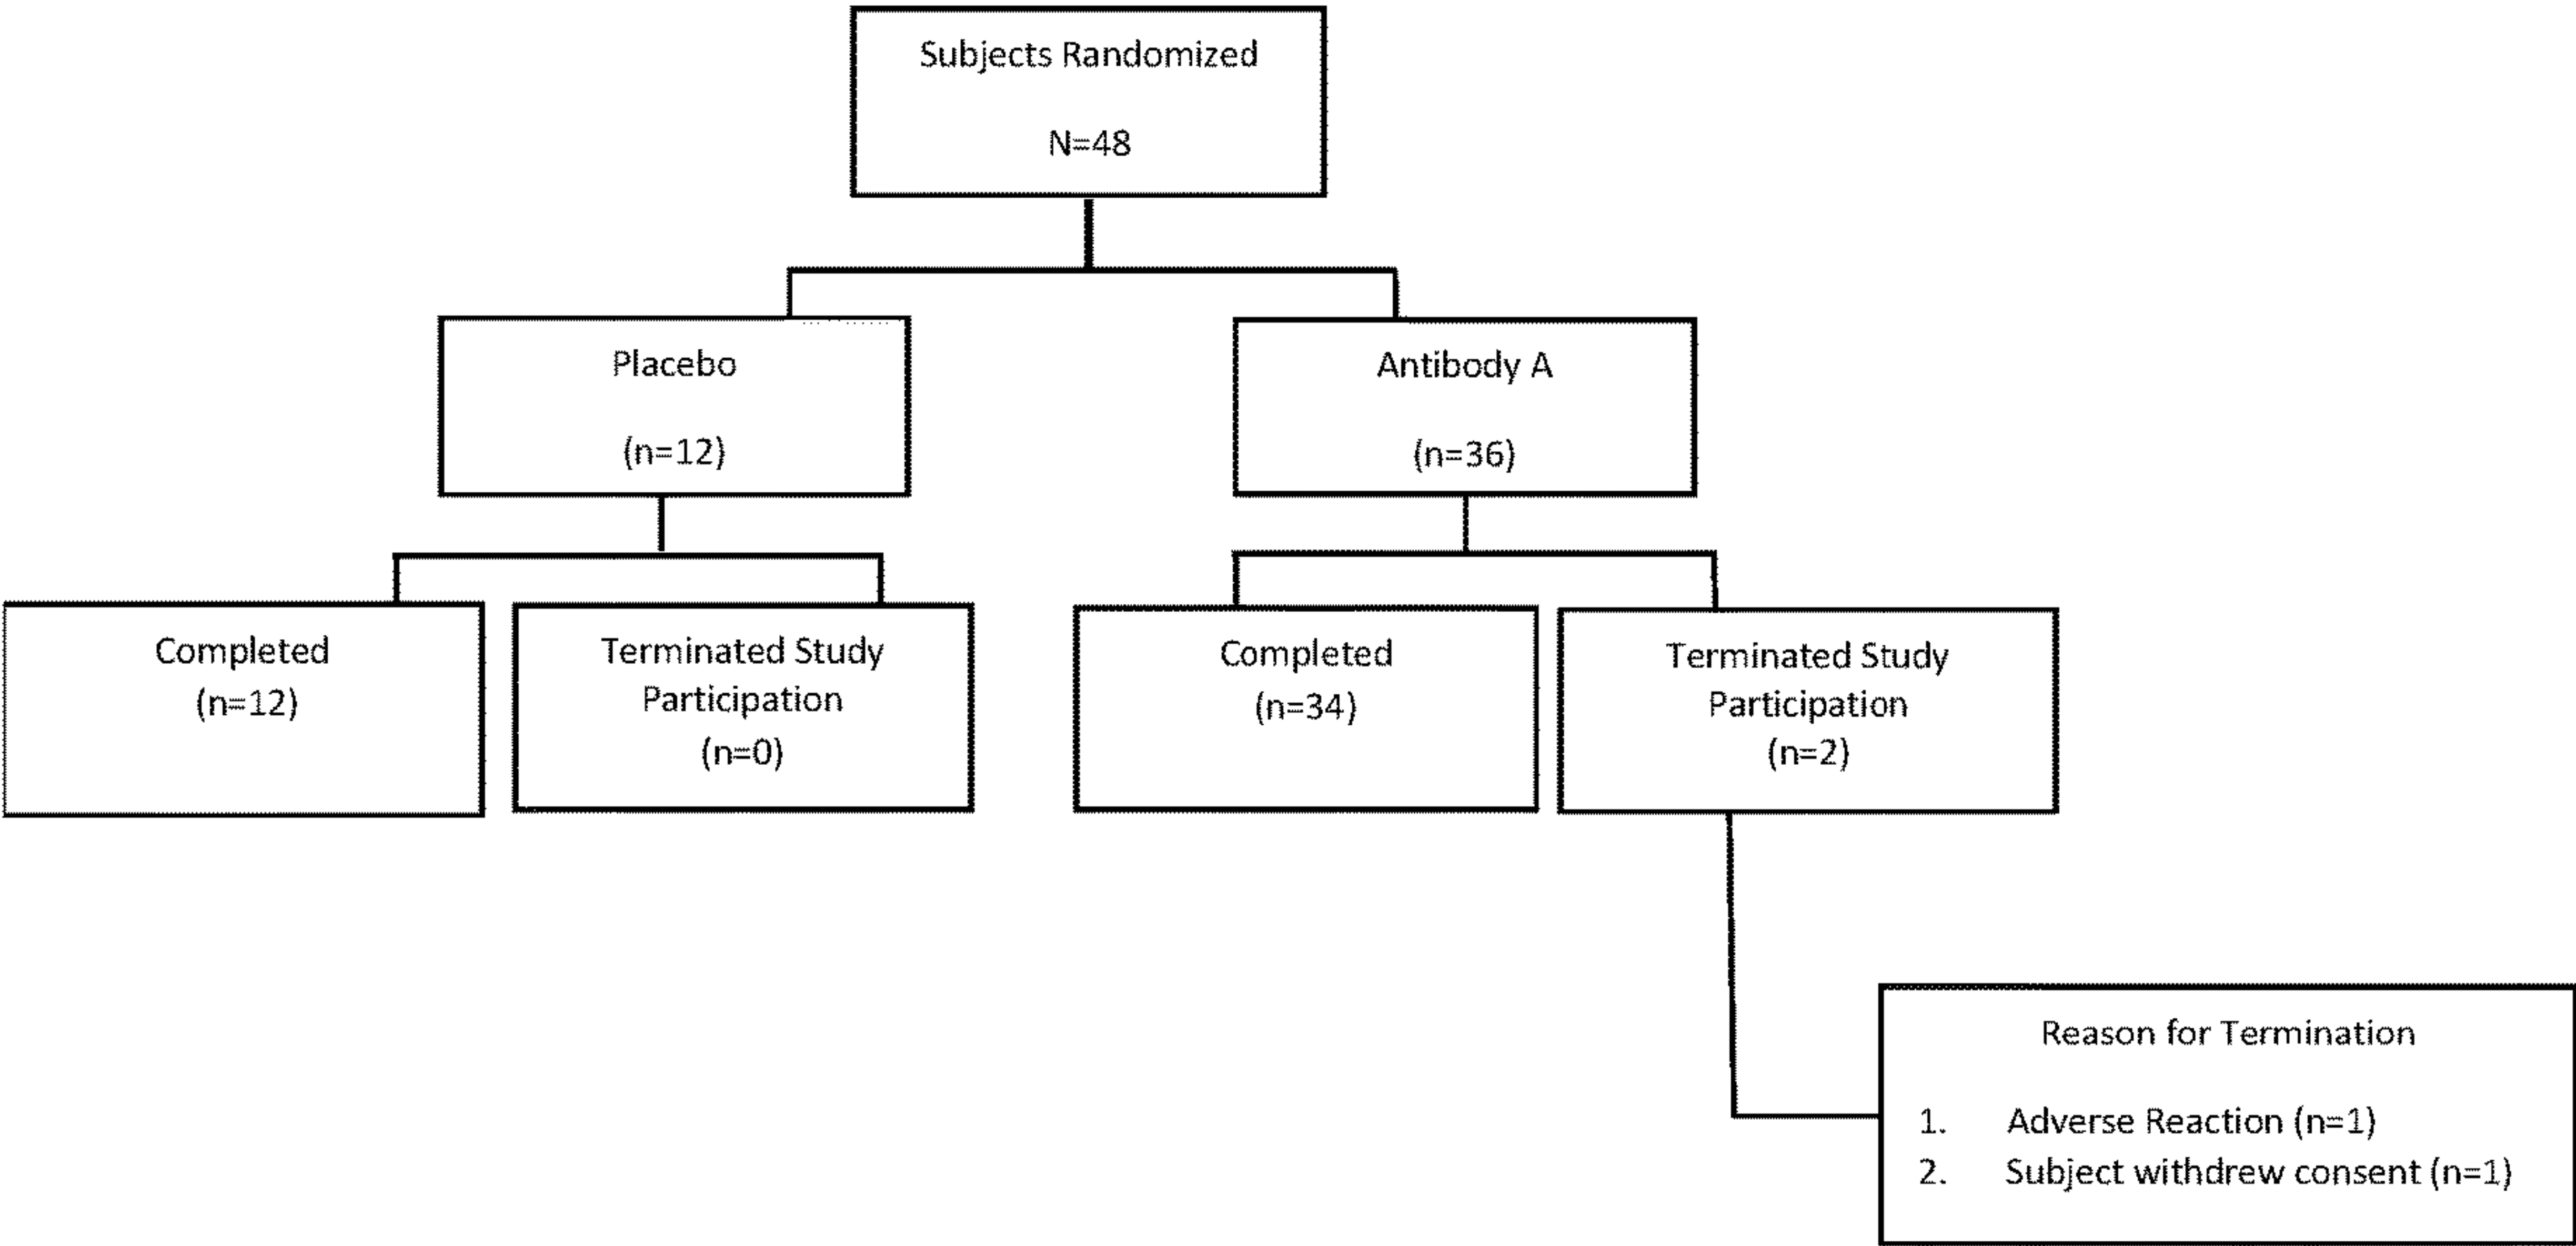 Subjects Randomized
N=48
Placebo
(n=12)
Antibody A
(n=36)
Completed
(n=12)
Terminated Study
Participation
(n=0)
Completed
(n=34)
Terminated Study
Participation
(n=2)
Reason for Termination
1. Adverse Reaction (n=1)
2. Subject withdrew consent (n=1)